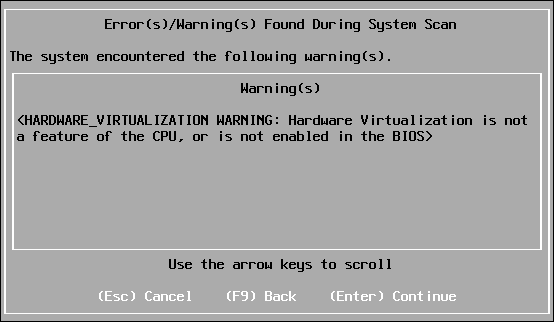 Error(s)/Warning(s) Found During System Scan
The system encountered the following warning(s).
Warning(s)
<HARDWARE_VIRTUALIZATION WARNING: Hardware Virtualization is not
a feature of the CPU, or is not enabled in the BIOS>
Use the arrow keys to scroll
(Esc) Cancel (F9) Back (Enter) Continue